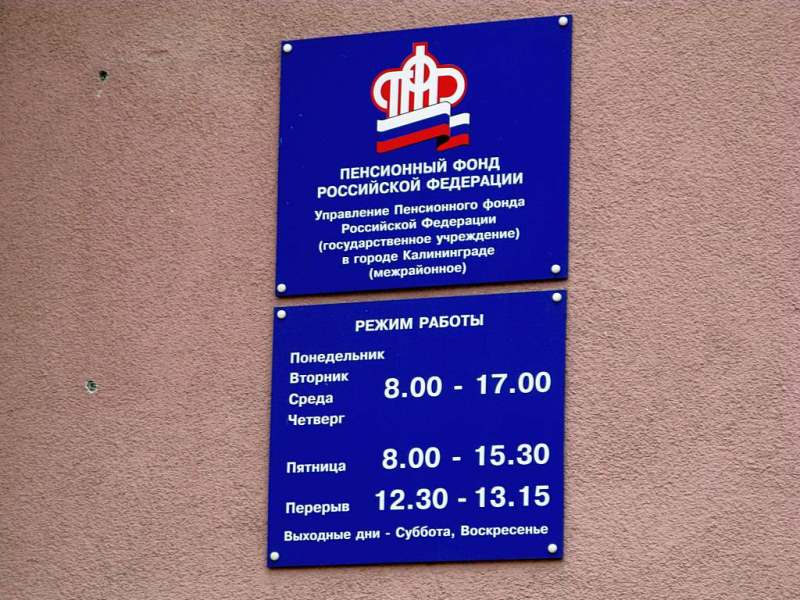 ПФР
ПЕНСИОННЫЙ ФОНД
РОССИЙСКОЙ ФЕДЕРАЦИИ
Управление Пенсионного фонда
Российской Федерации
(государственное учреждение)
в городе Калининграде
(межрайонное)
РЕЖИМ РАБОТЫ
Понедельник
Вторник
Среда
Четверг
8.00 - 17.00
Пятница 8.00 - 15.30
Перерыв 12.30 - 13.15
Выходные дни - Суббота, Воскресенье